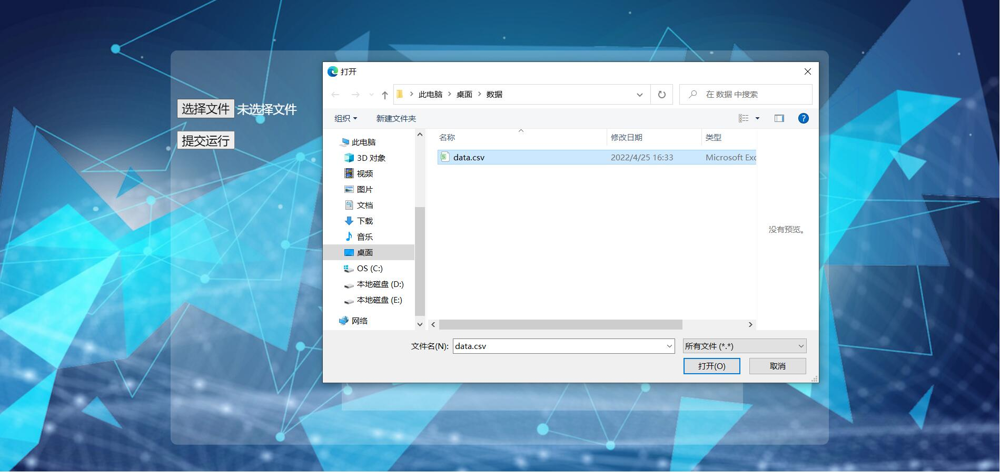 打开
此电脑 桌面 数据
在 数据 中搜索
选择文件 未选择文件
提交运行
组织 新建文件夹
?
名称 修改日期 类型
data.csv 2022/4/25 16:33 Microsoft Exc
此电脑
3D 对象
视频
图片
文档
下载
音乐
桌面
OS (C:)
本地磁盘 (D:)
本地磁盘 (E:)
网络
没有预览。
文件名(N): data.csv 所有文件 (*.*)
打开(O) 取消